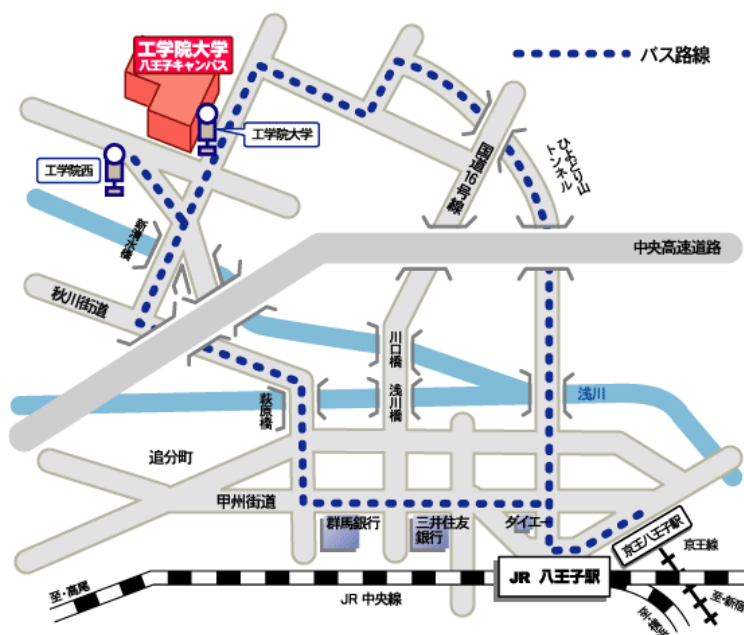 工学院大学
八王子キャンパス
バス路線
工学院大学
工学院西
ひよどり山
トンネル
国道16号線
新清水橋
中央高速道路
秋川街道
川口橋
浅川橋
萩原橋
浅川
追分町
甲州街道
群馬銀行
三井住友
銀行
ダイエー
京王八王子駅
京王線
JR 八王子駅
至・高尾
JR 中央線
至・新宿